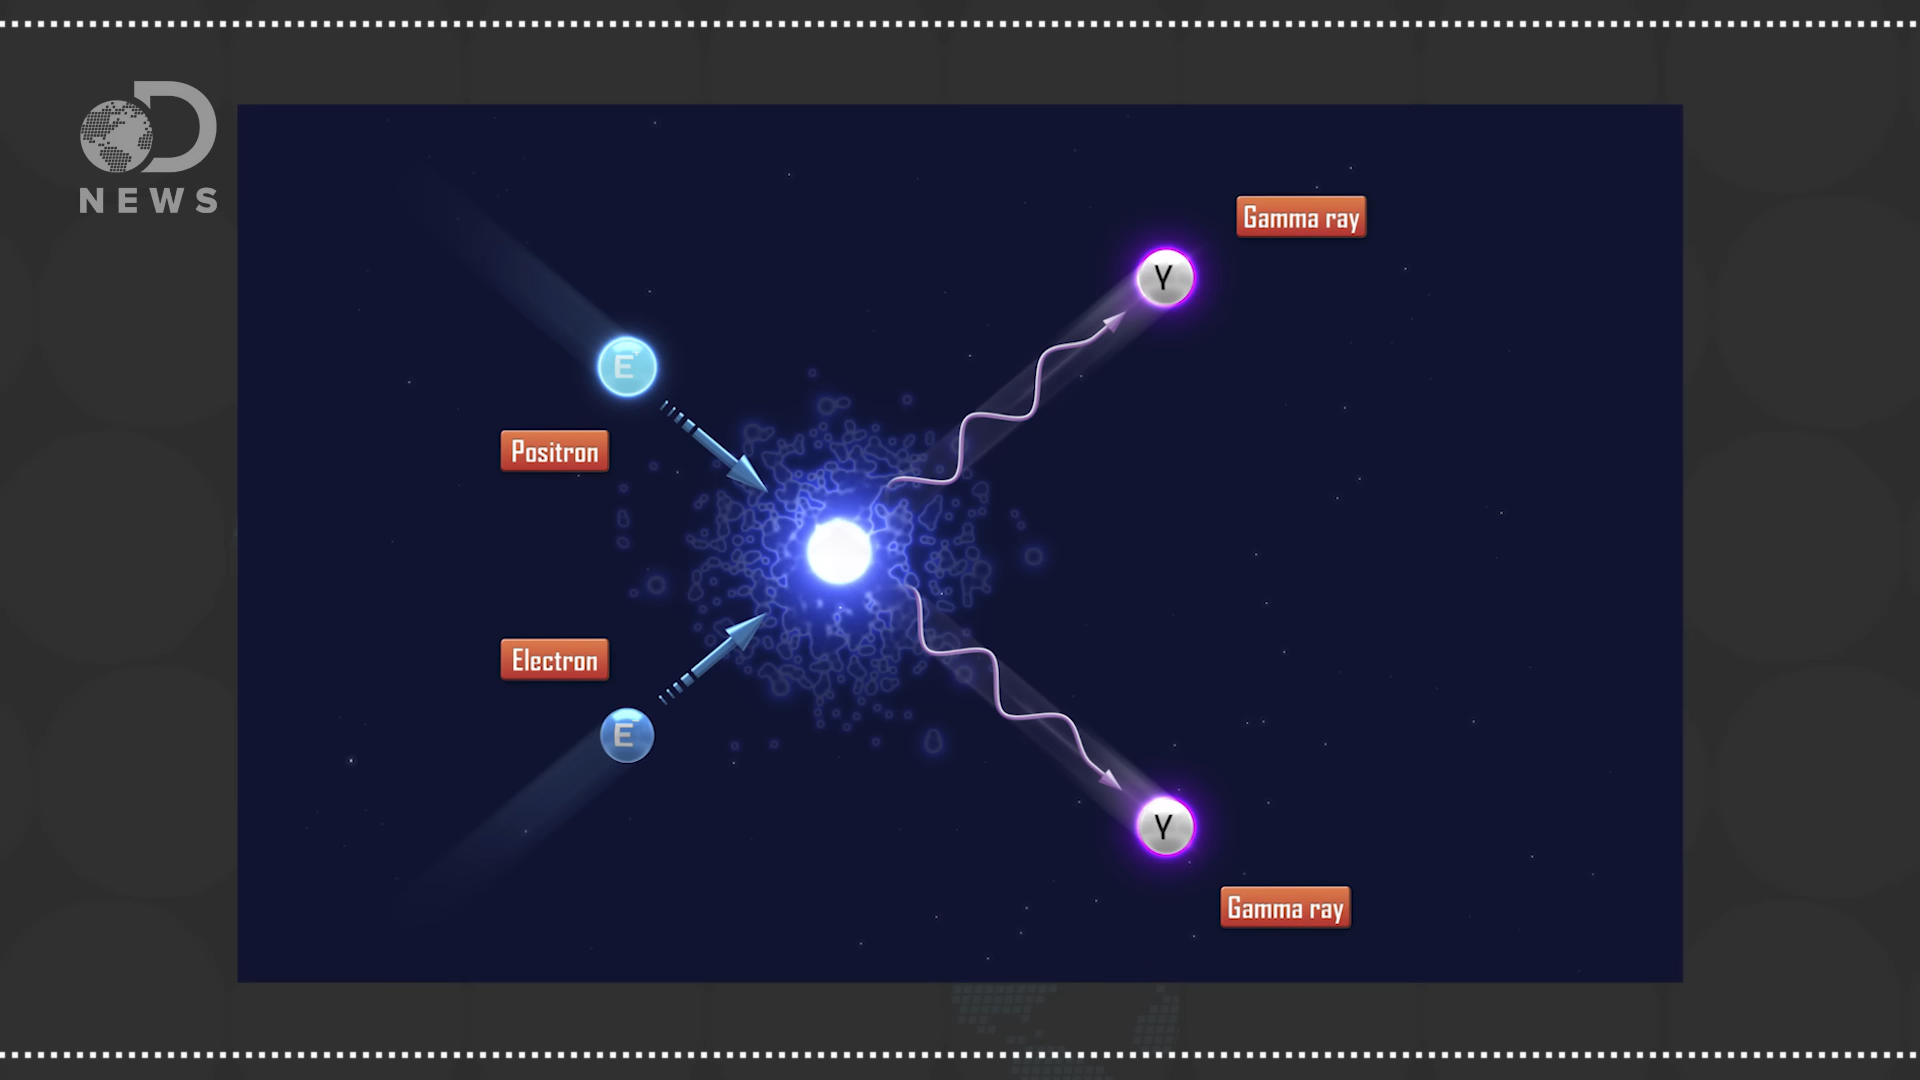 D
NEWS
Gamma ray
Y
E+
Positron
Electron
E-
Y
Gamma ray